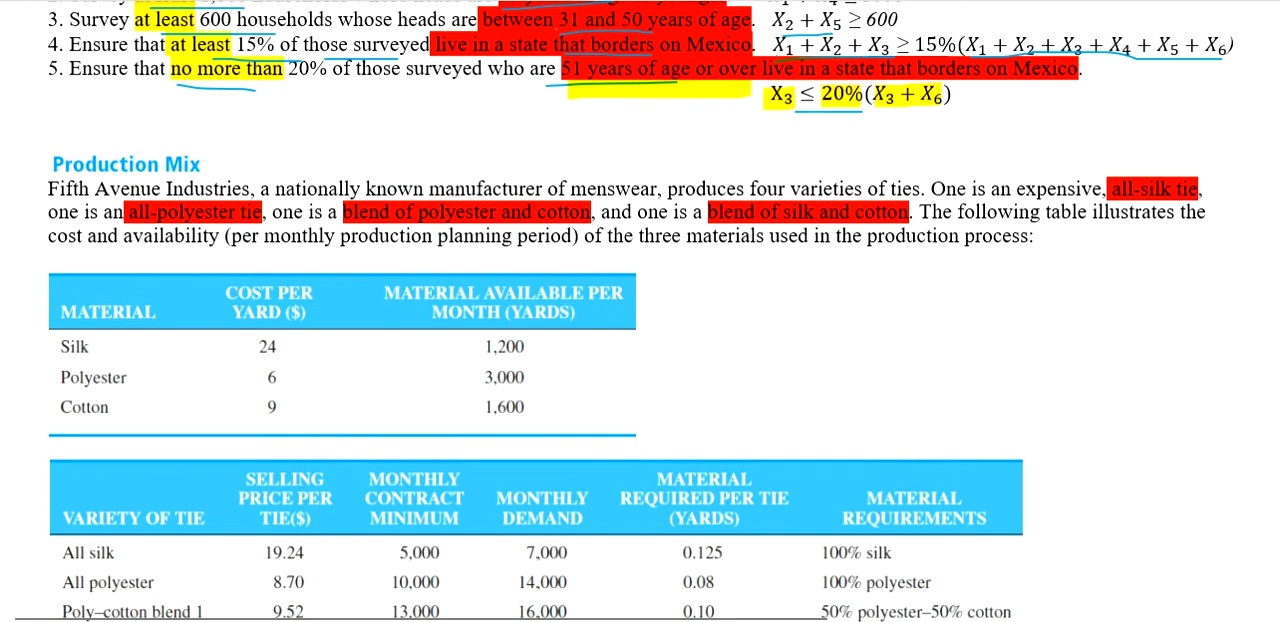 3. Survey at least 600 households whose heads are between 31 and 50 years of age. X₂ + X₅ ≥ 600
4. Ensure that at least 15% of those surveyed live in a state that borders on Mexico. X₁ + X₂ + X₃ ≥ 15%(X₁ + X₂ + X₃ + X₄ + X₅ + X₆)
5. Ensure that no more than 20% of those surveyed who are 51 years of age or over live in a state that borders on Mexico.
X₃ ≤ 20%(X₃ + X₆)
Production Mix
Fifth Avenue Industries, a nationally known manufacturer of menswear, produces four varieties of ties. One is an expensive, all-silk tie,
one is an all-polyester tie, one is a blend of polyester and cotton, and one is a blend of silk and cotton. The following table illustrates the
cost and availability (per monthly production planning period) of the three materials used in the production process:
COST PER MATERIAL AVAILABLE PER
MATERIAL YARD ($) MONTH (YARDS)
Silk 24 1,200
Polyester 6 3,000
Cotton 9 1,600
SELLING MONTHLY MATERIAL
PRICE PER CONTRACT MONTHLY REQUIRED PER TIE MATERIAL
VARIETY OF TIE TIE($) MINIMUM DEMAND (YARDS) REQUIREMENTS
All silk 19.24 5,000 7,000 0.125 100% silk
All polyester 8.70 10,000 14,000 0.08 100% polyester
Poly–cotton blend 1 9.52 13,000 16,000 0.10 50% polyester–50% cotton